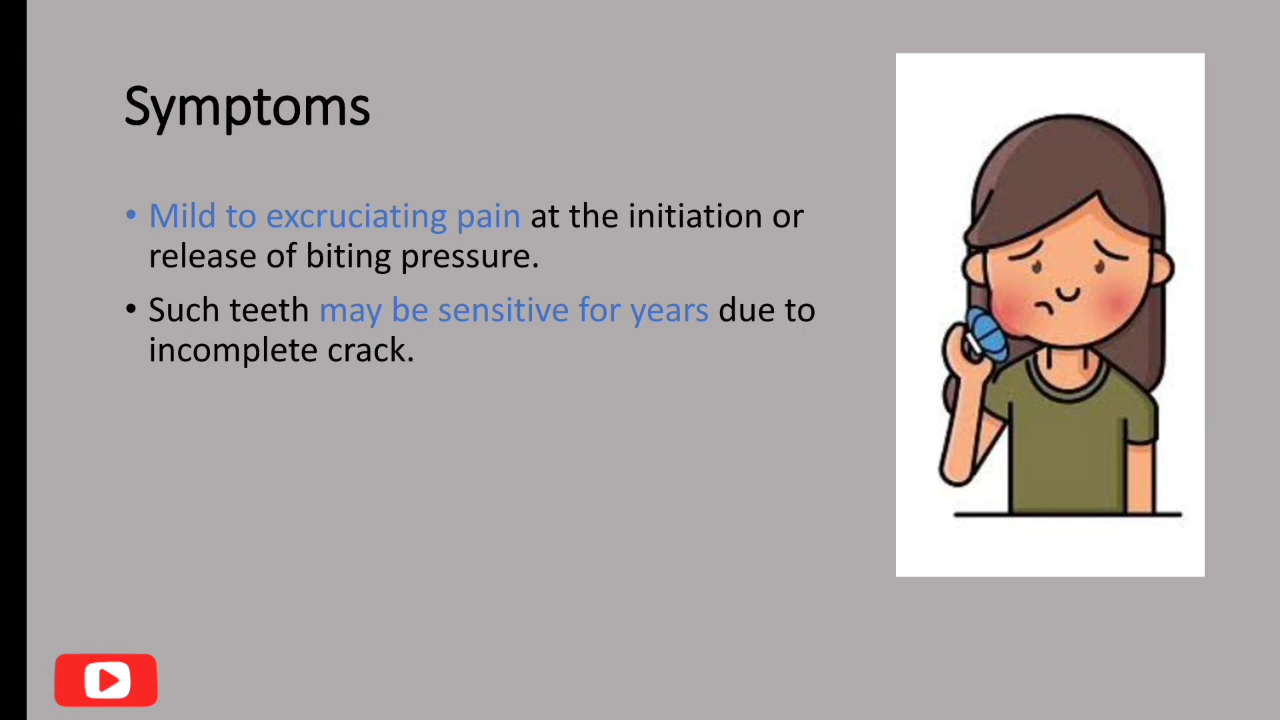 Symptoms
• Mild to excruciating pain at the initiation or
release of biting pressure.
• Such teeth may be sensitive for years due to
incomplete crack.